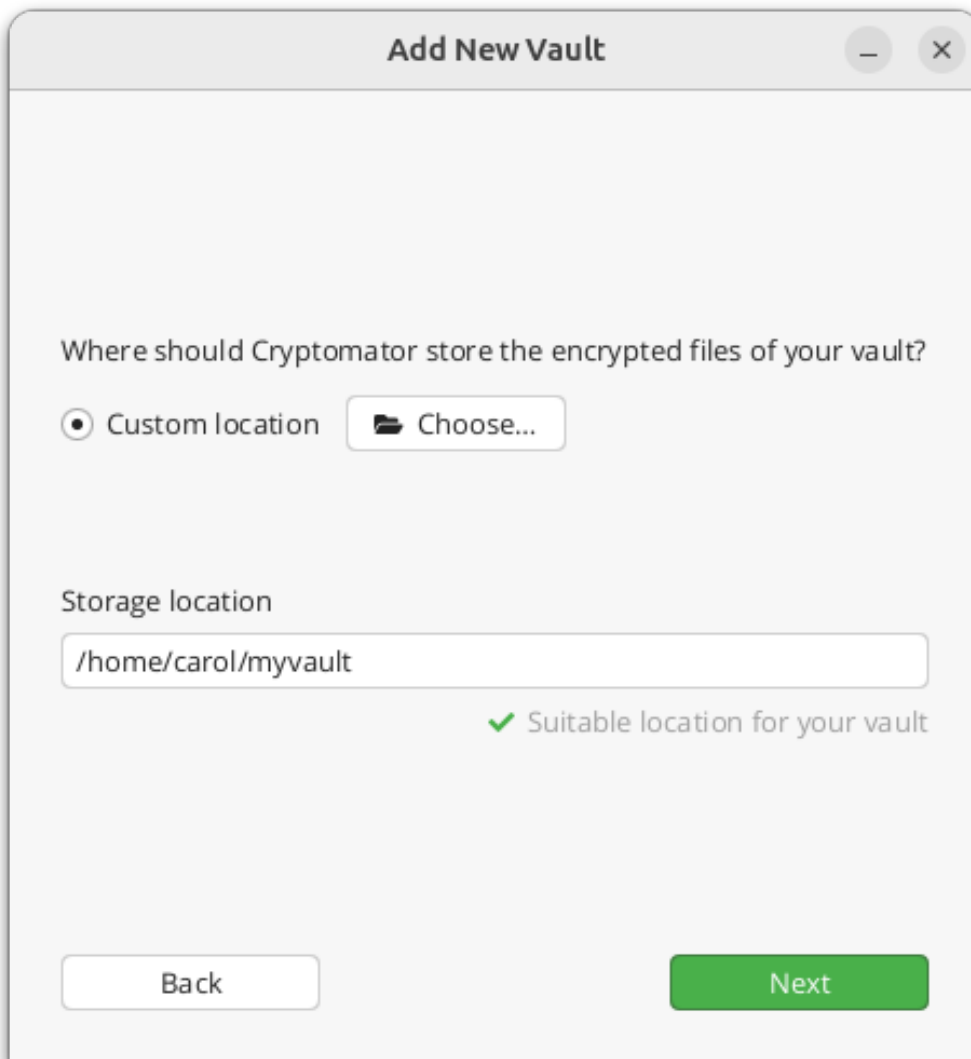 Add New Vault
Where should Cryptomator store the encrypted files of your vault?
Custom location Choose...
Storage location
/home/carol/myvault
Suitable location for your vault
Back Next